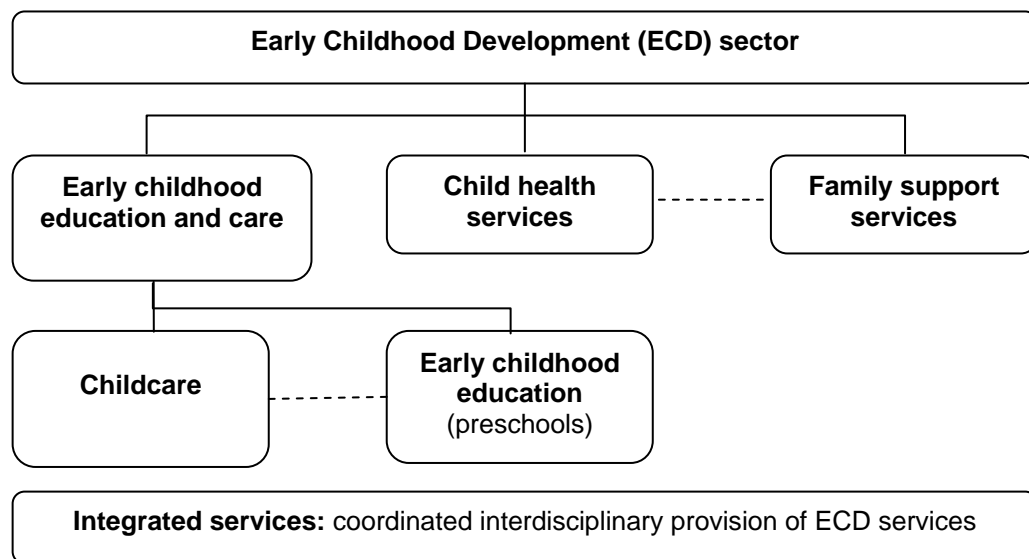 Early Childhood Development (ECD) sector
Early childhood
education and care
Child health
services
Family support
services
Childcare
Early childhood
education
(preschools)
Integrated services: coordinated interdisciplinary provision of ECD services